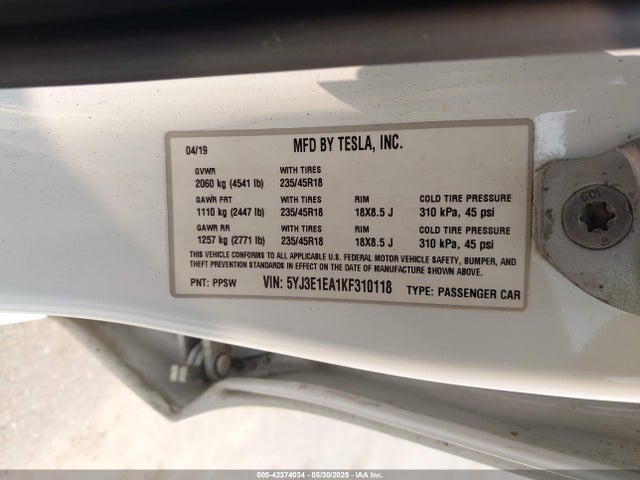 04/19 MFD BY TESLA, INC.
GVWR WITH TIRES
2060 kg (4541 lb) 235/45R18
GAWR FRT WITH TIRES RIM COLD TIRE PRESSURE
1110 kg (2447 lb) 235/45R18 18X8.5 J 310 kPa, 45 psi
GAWR RR WITH TIRES RIM COLD TIRE PRESSURE
1257 kg (2771 lb) 235/45R18 18X8.5 J 310 kPa, 45 psi
THIS VEHICLE CONFORMS TO ALL APPLICABLE U.S. FEDERAL MOTOR VEHICLE SAFETY, BUMPER, AND
THEFT PREVENTION STANDARDS IN EFFECT ON THE DATE OF MANUFACTURE SHOWN ABOVE.
PNT: PPSW VIN: 5YJ3E1EA1KF310118 TYPE: PASSENGER CAR
109
000-42374034 — 05/30/2025 — IAA Inc.